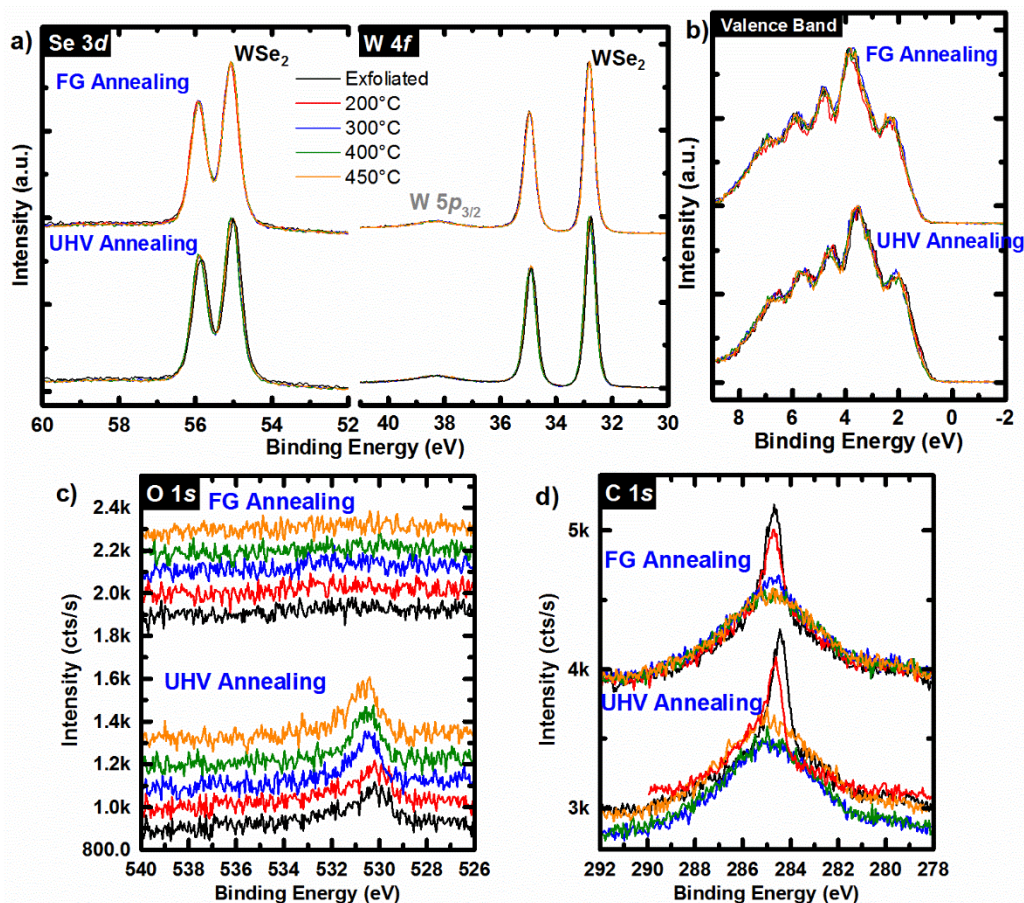 a)
Se 3d
WSe2
FG Annealing
UHV Annealing
Intensity (a.u.)
60 58 56 54 52
Binding Energy (eV)
W 4f
WSe2
Exfoliated
200°C
300°C
400°C
450°C
W 5p3/2
40 38 36 34 32 30
Binding Energy (eV)
b)
Valence Band
FG Annealing
UHV Annealing
Intensity (a.u.)
8 6 4 2 0 -2
Binding Energy (eV)
c)
O 1s
FG Annealing
UHV Annealing
Intensity (cts/s)
2.4k
2.2k
2.0k
1.8k
1.6k
1.4k
1.2k
1.0k
800.0
540 538 536 534 532 530 528 526
Binding Energy (eV)
d)
C 1s
FG Annealing
UHV Annealing
Intensity (cts/s)
5k
4k
3k
292 290 288 286 284 282 280 278
Binding Energy (eV)